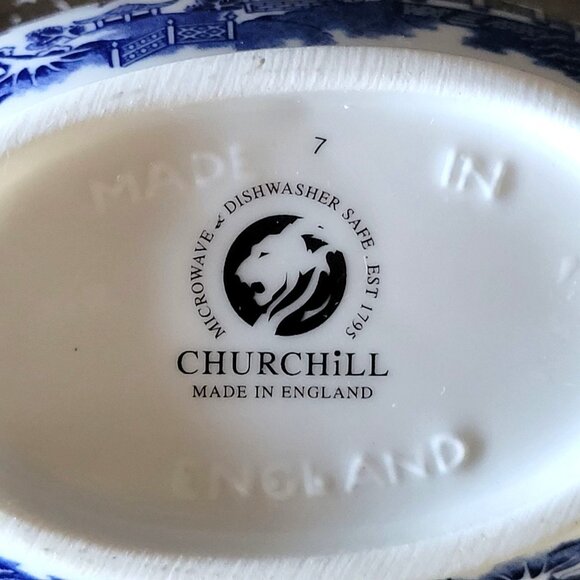 7
MADE IN
MICROWAVE & DISHWASHER SAFE . EST 1795
CHURCHiLL
MADE IN ENGLAND
ENGLAND